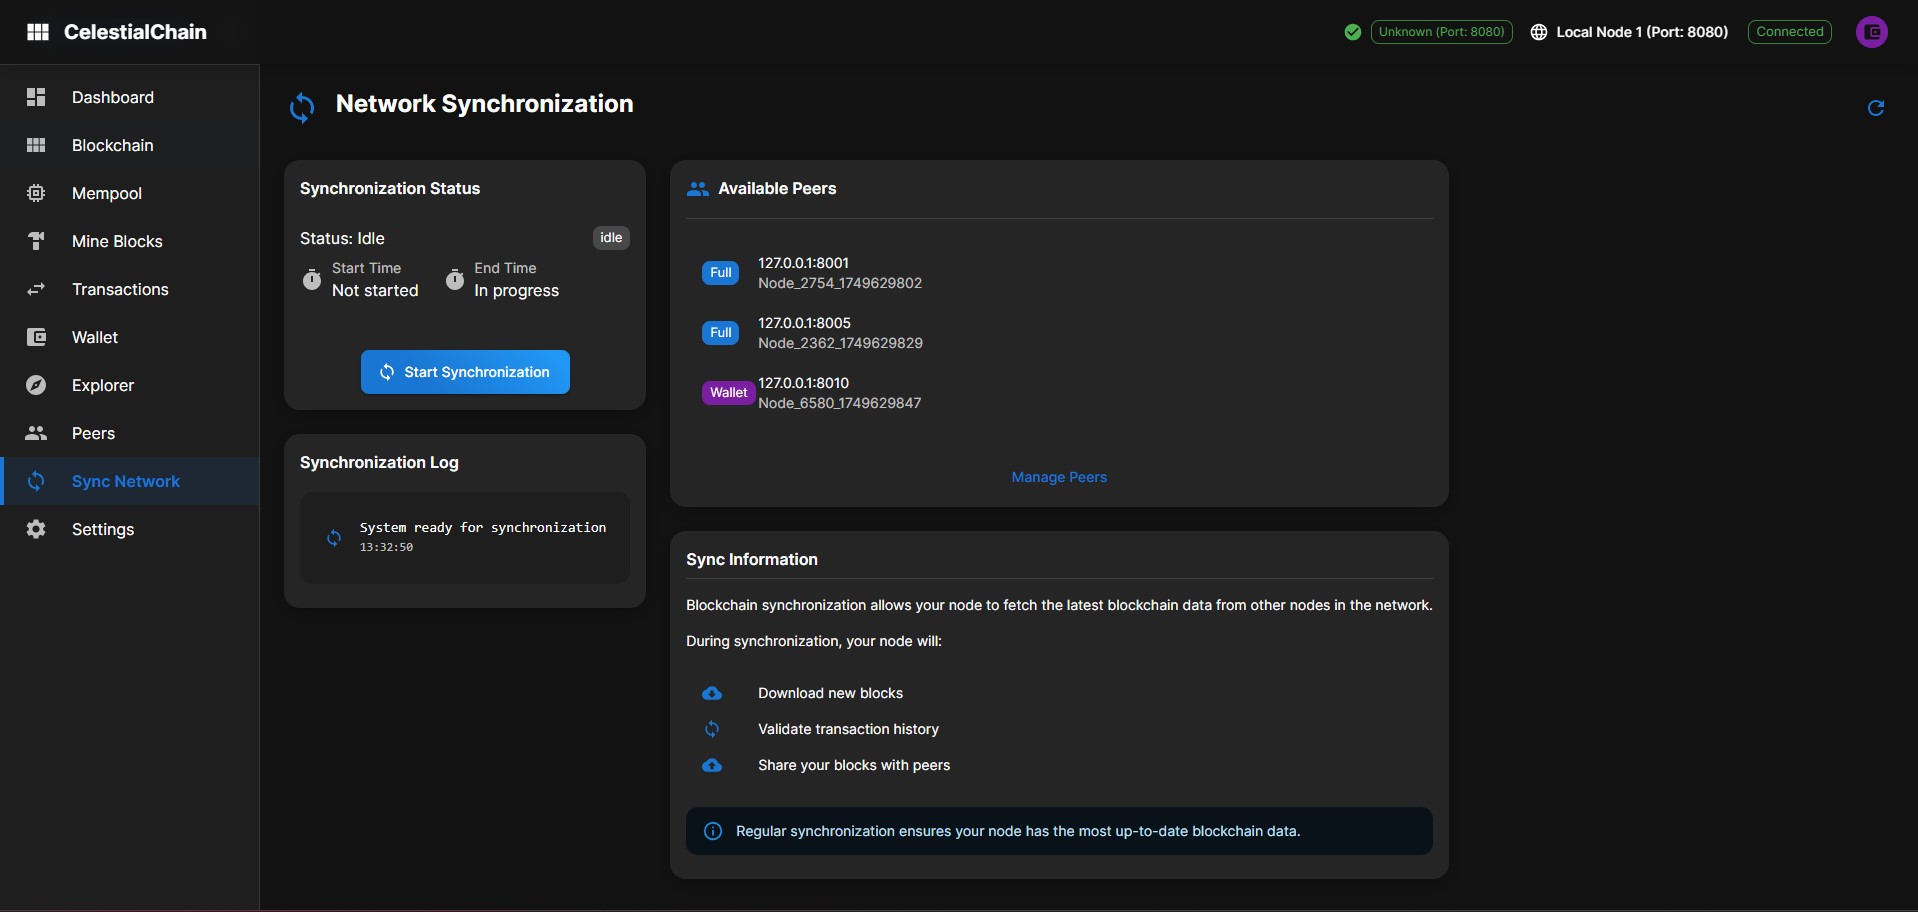 CelestialChain
Unknown (Port: 8080)
Local Node 1 (Port: 8080)
Connected
Dashboard
Blockchain
Mempool
Mine Blocks
Transactions
Wallet
Explorer
Peers
Sync Network
Settings
Network Synchronization
Synchronization Status
Status: Idle
idle
Start Time
Not started
End Time
In progress
Start Synchronization
Synchronization Log
System ready for synchronization
13:32:50
Available Peers
Full
127.0.0.1:8001
Node_2754_1749629802
Full
127.0.0.1:8005
Node_2362_1749629829
Wallet
127.0.0.1:8010
Node_6580_1749629847
Manage Peers
Sync Information
Blockchain synchronization allows your node to fetch the latest blockchain data from other nodes in the network.
During synchronization, your node will:
Download new blocks
Validate transaction history
Share your blocks with peers
Regular synchronization ensures your node has the most up-to-date blockchain data.